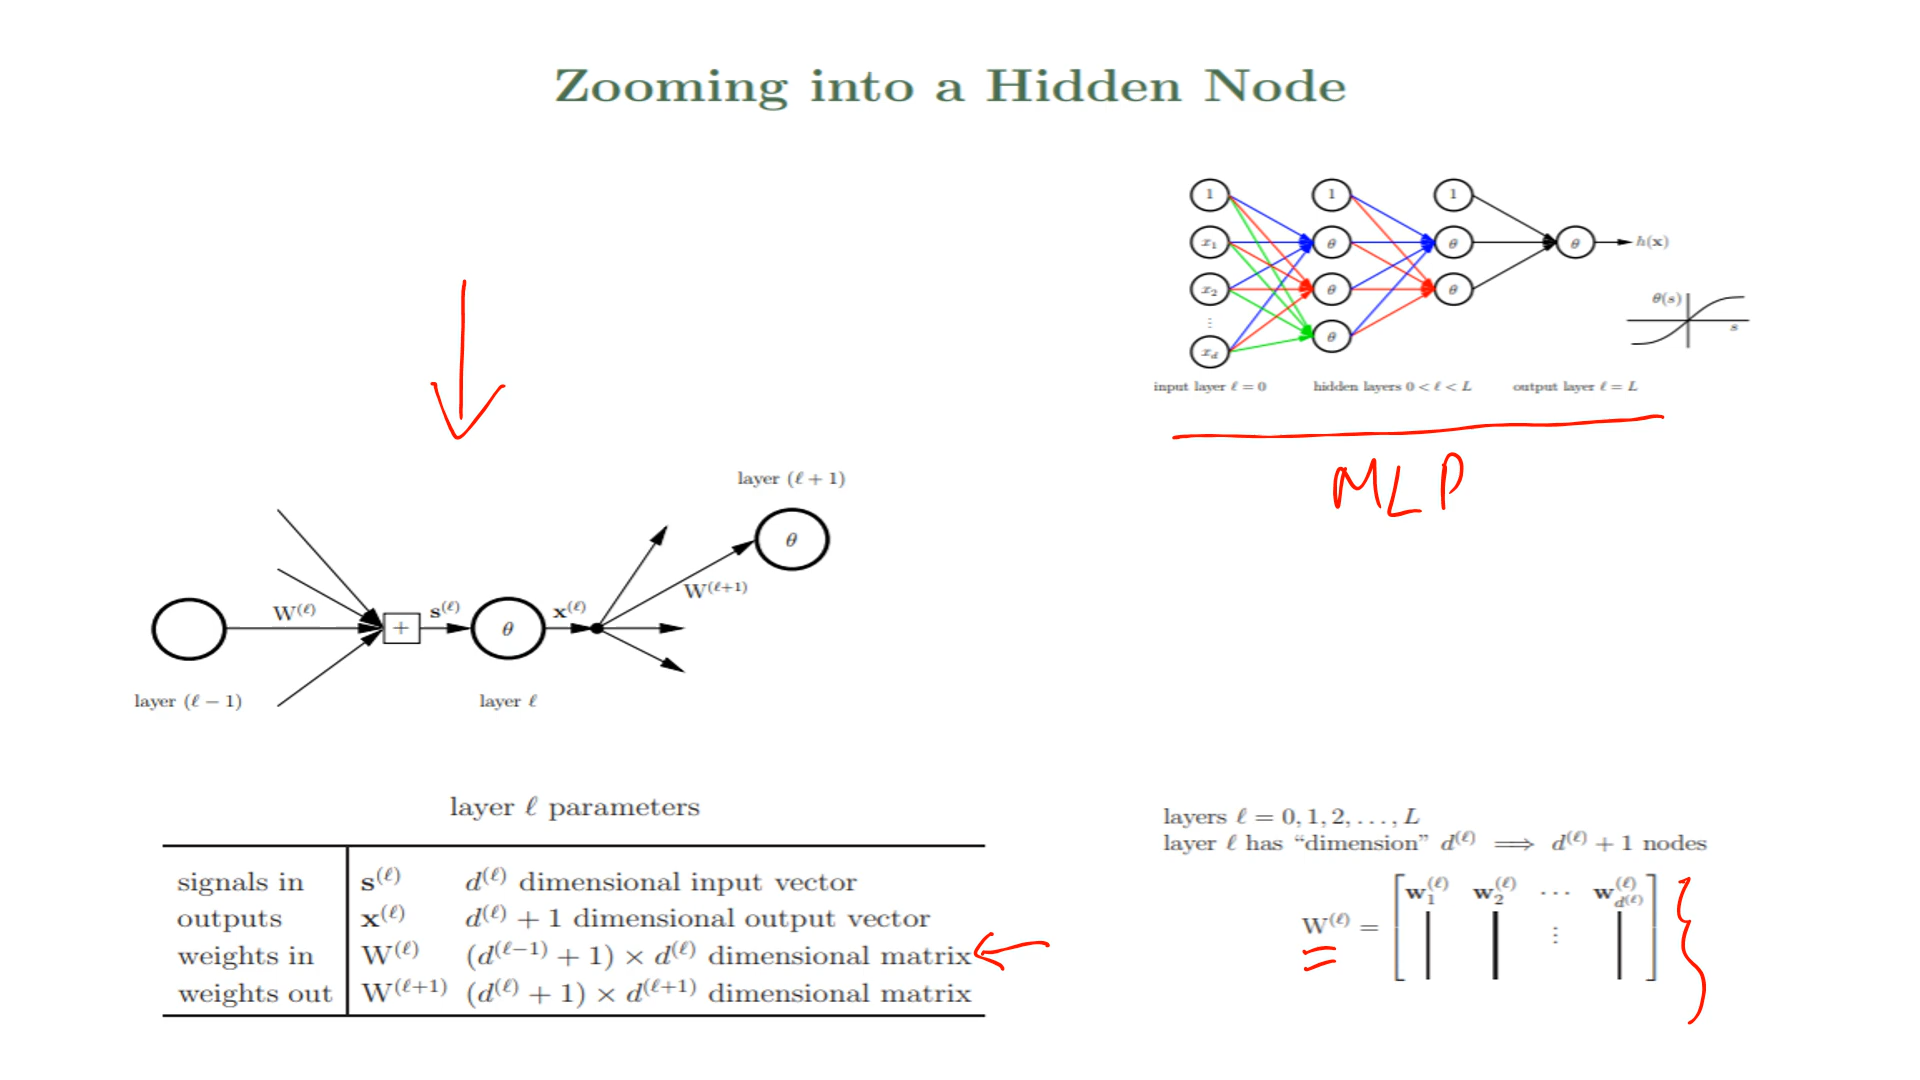 Zooming into a Hidden Node
1 1 1
x₁ θ θ θ h(x)
x₂ θ θ
θ(s)
⋮ s
θ
x_d
input layer ℓ = 0 hidden layers 0 < ℓ < L output layer ℓ = L
MLP
layer (ℓ + 1)
θ
W^(ℓ+1)
W^(ℓ) + s^(ℓ) θ x^(ℓ)
layer (ℓ − 1) layer ℓ
layer ℓ parameters
signals in s^(ℓ) d^(ℓ) dimensional input vector
outputs x^(ℓ) d^(ℓ) + 1 dimensional output vector
weights in W^(ℓ) (d^(ℓ−1) + 1) × d^(ℓ) dimensional matrix
weights out W^(ℓ+1) (d^(ℓ) + 1) × d^(ℓ+1) dimensional matrix
layers ℓ = 0, 1, 2, . . . , L
layer ℓ has “dimension” d^(ℓ) ⟹ d^(ℓ) + 1 nodes
W^(ℓ) = [ w₁^(ℓ) w₂^(ℓ) ⋯ w_{d^(ℓ)}^(ℓ) ]
⋮